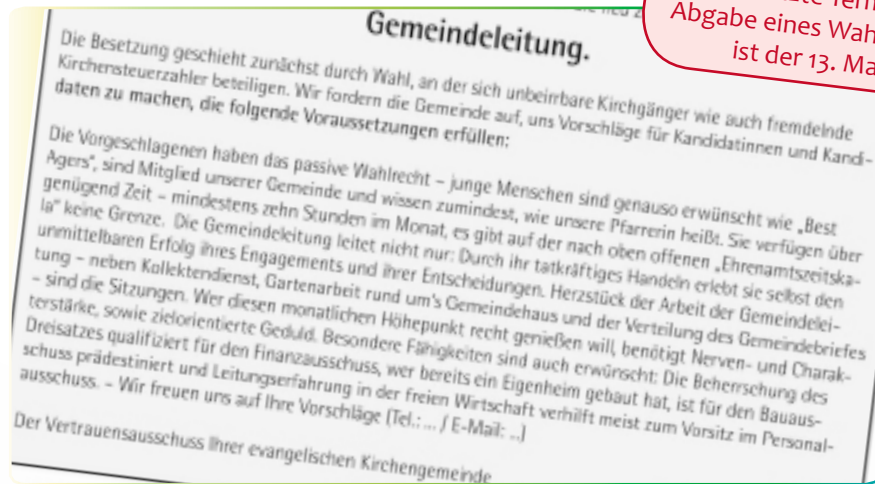 Abgabe eines Wah
ist der 13. Ma
Gemeindeleitung.
Die Besetzung geschieht zunächst durch Wahl, an der sich unbeirrbare Kirchgänger wie auch fremdelnde
Kirchensteuerzahler beteiligen. Wir fordern die Gemeinde auf, uns Vorschläge für Kandidatinnen und Kandi-
daten zu machen, die folgende Voraussetzungen erfüllen:
Die Vorgeschlagenen haben das passive Wahlrecht – junge Menschen sind genauso erwünscht wie „Best
Agers“, sind Mitglied unserer Gemeinde und wissen zumindest, wie unsere Pfarrerin heißt. Sie verfügen über
genügend Zeit – mindestens zehn Stunden im Monat, es gibt auf der nach oben offenen „Ehrenamtszeitska-
la“ keine Grenze. Die Gemeindeleitung leitet nicht nur: Durch ihr tatkräftiges Handeln erlebt sie selbst den
unmittelbaren Erfolg ihres Engagements und ihrer Entscheidungen. Herzstück der Arbeit der Gemeindelei-
tung – neben Kollektendienst, Gartenarbeit rund um's Gemeindehaus und der Verteilung des Gemeindebriefes
– sind die Sitzungen. Wer diesen monatlichen Höhepunkt recht genießen will, benötigt Nerven- und Charak-
terstärke, sowie zielorientierte Geduld. Besondere Fähigkeiten sind auch erwünscht: Die Beherrschung des
Dreisatzes qualifiziert für den Finanzausschuss, wer bereits ein Eigenheim gebaut hat, ist für den Bauaus-
schuss prädestiniert und Leitungserfahrung in der freien Wirtschaft verhilft meist zum Vorsitz im Personal-
ausschuss. – Wir freuen uns auf Ihre Vorschläge (Tel.: ... / E-Mail: ...)
Der Vertrauensausschuss Ihrer evangelischen Kirchengemeinde